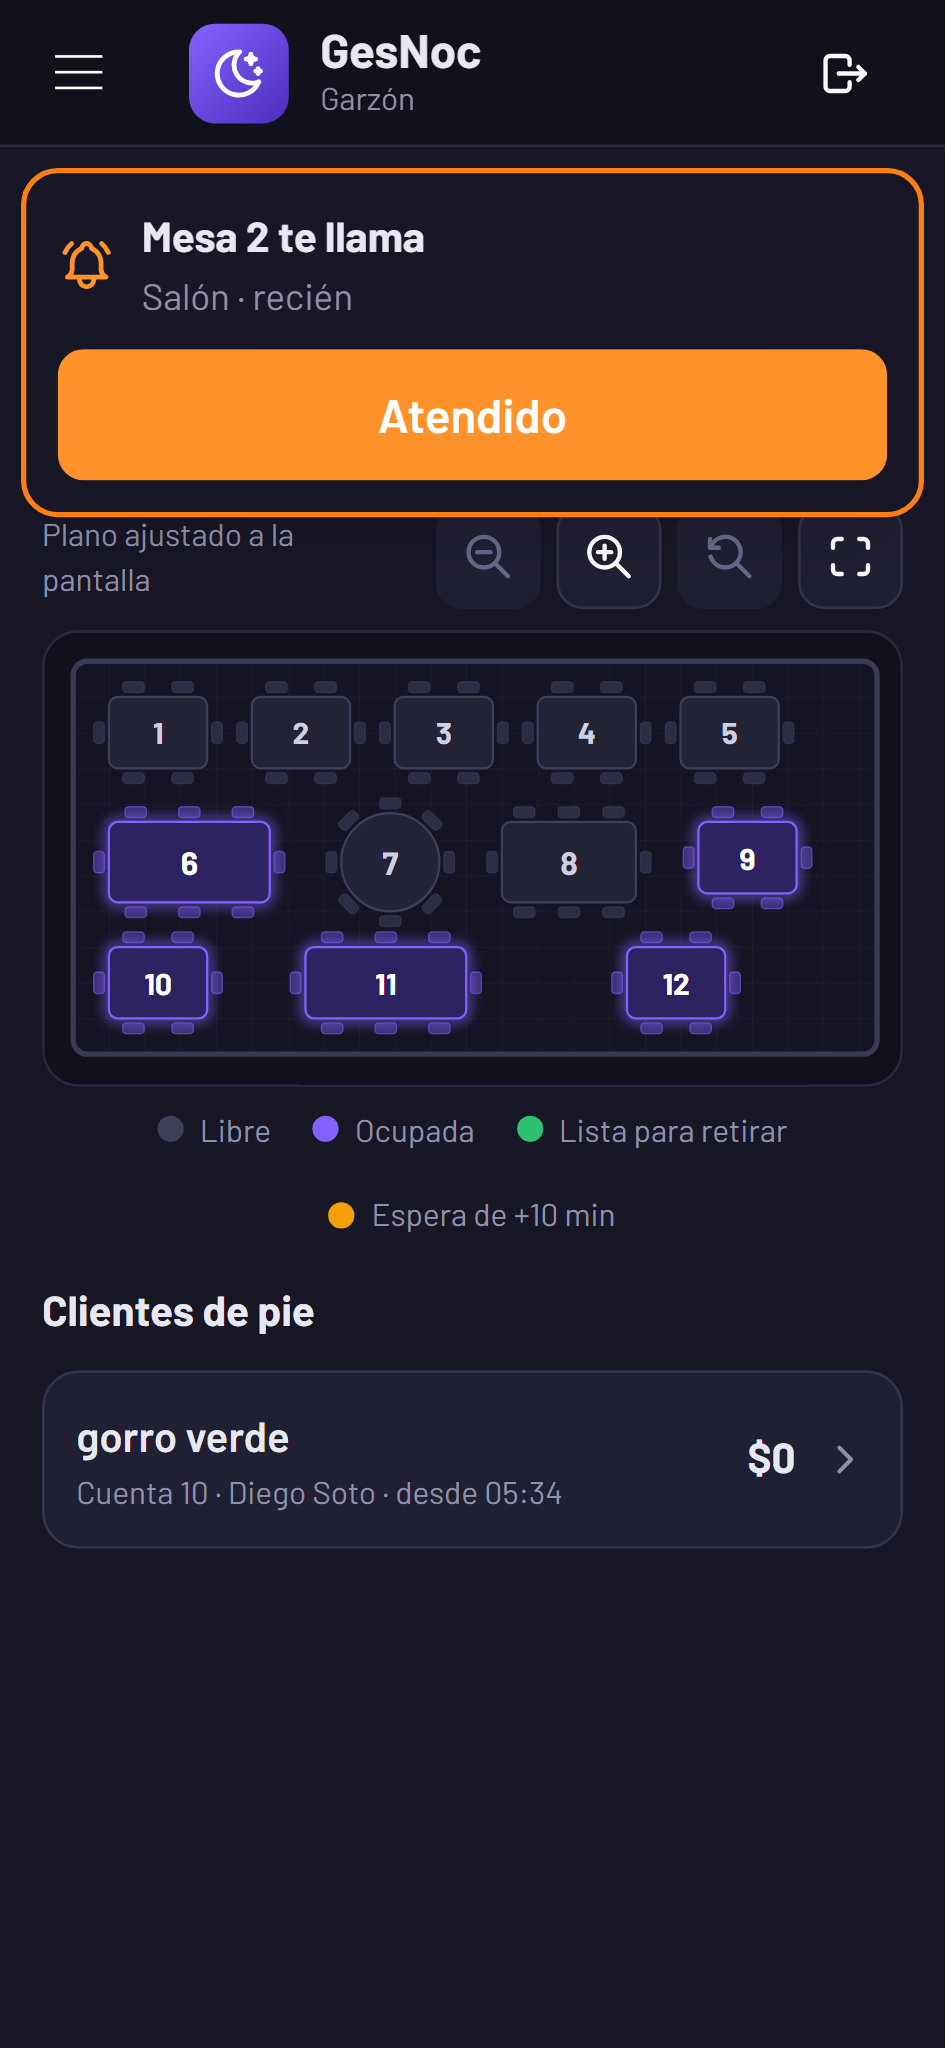 GesNoc
Garzón
Mesa 2 te llama
Salón · recién
Atendido
Plano ajustado a la
pantalla
1
2
3
4
5
6
7
8
9
10
11
12
Libre
Ocupada
Lista para retirar
Espera de +10 min
Clientes de pie
gorro verde
$0
Cuenta 10 · Diego Soto · desde 05:34